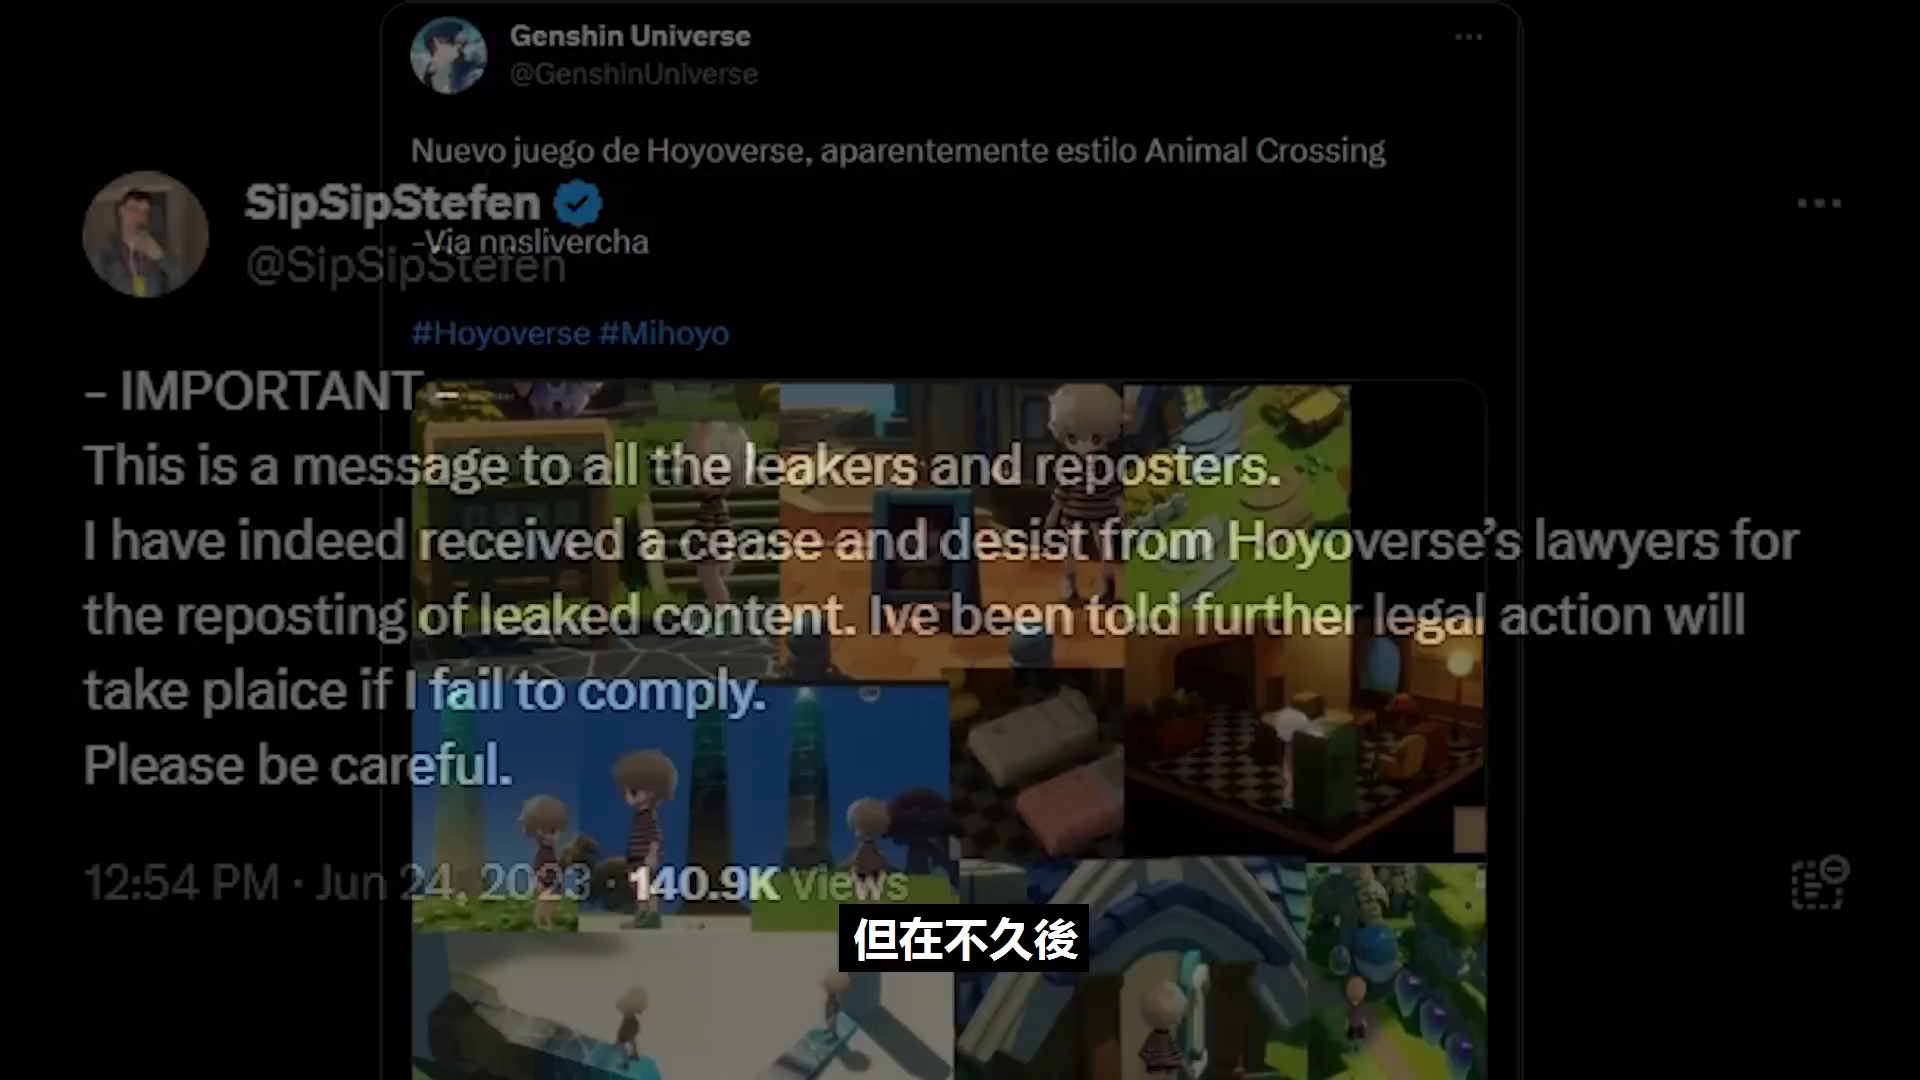 Genshin Universe
@GenshinUniverse
Nuevo juego de Hoyoverse, aparentemente estilo Animal Crossing
-Via nnslivercha
#Hoyoverse #Mihoyo
SipSipStefen
@SipSipStefen
- IMPORTANT -
This is a message to all the leakers and reposters.
I have indeed received a cease and desist from Hoyoverse’s lawyers for
the reposting of leaked content. Ive been told further legal action will
take plaice if I fail to comply.
Please be careful.
12:54 PM · Jun 24, 2023 · 140.9K Views
但在不久後